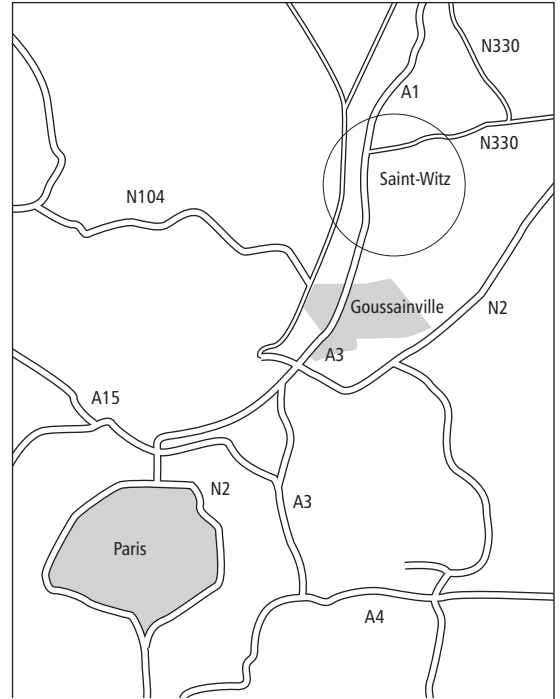 N330
A1
N330
Saint-Witz
N104
Goussainville
N2
A3
A15
N2
A3
Paris
A4